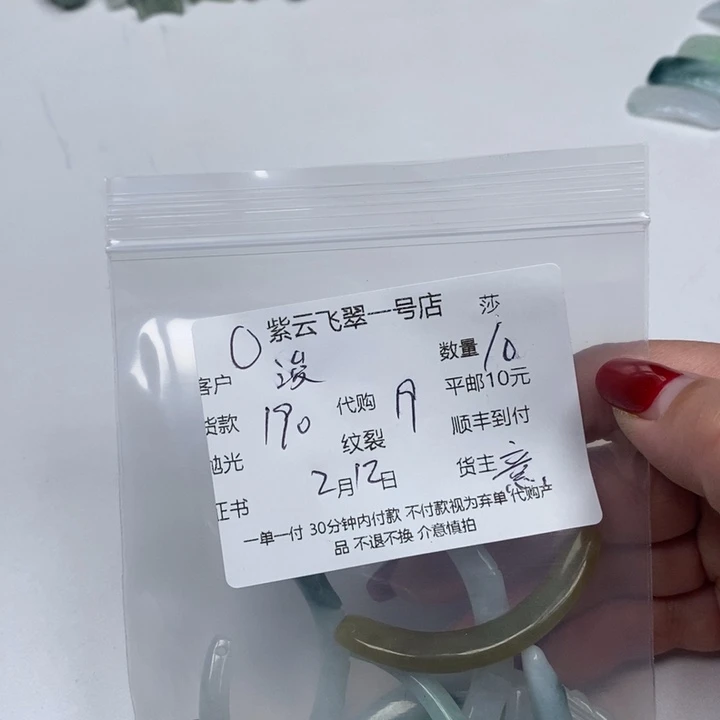 紫云飞翠一号店 莎
客户 数量 10
货款 190 代购 平邮10元
抛光 纹裂 顺丰到付
2月12日 货主
证书
一单一付 30分钟内付款 不付款视为弃单 代购产
品 不退不换 介意慎拍